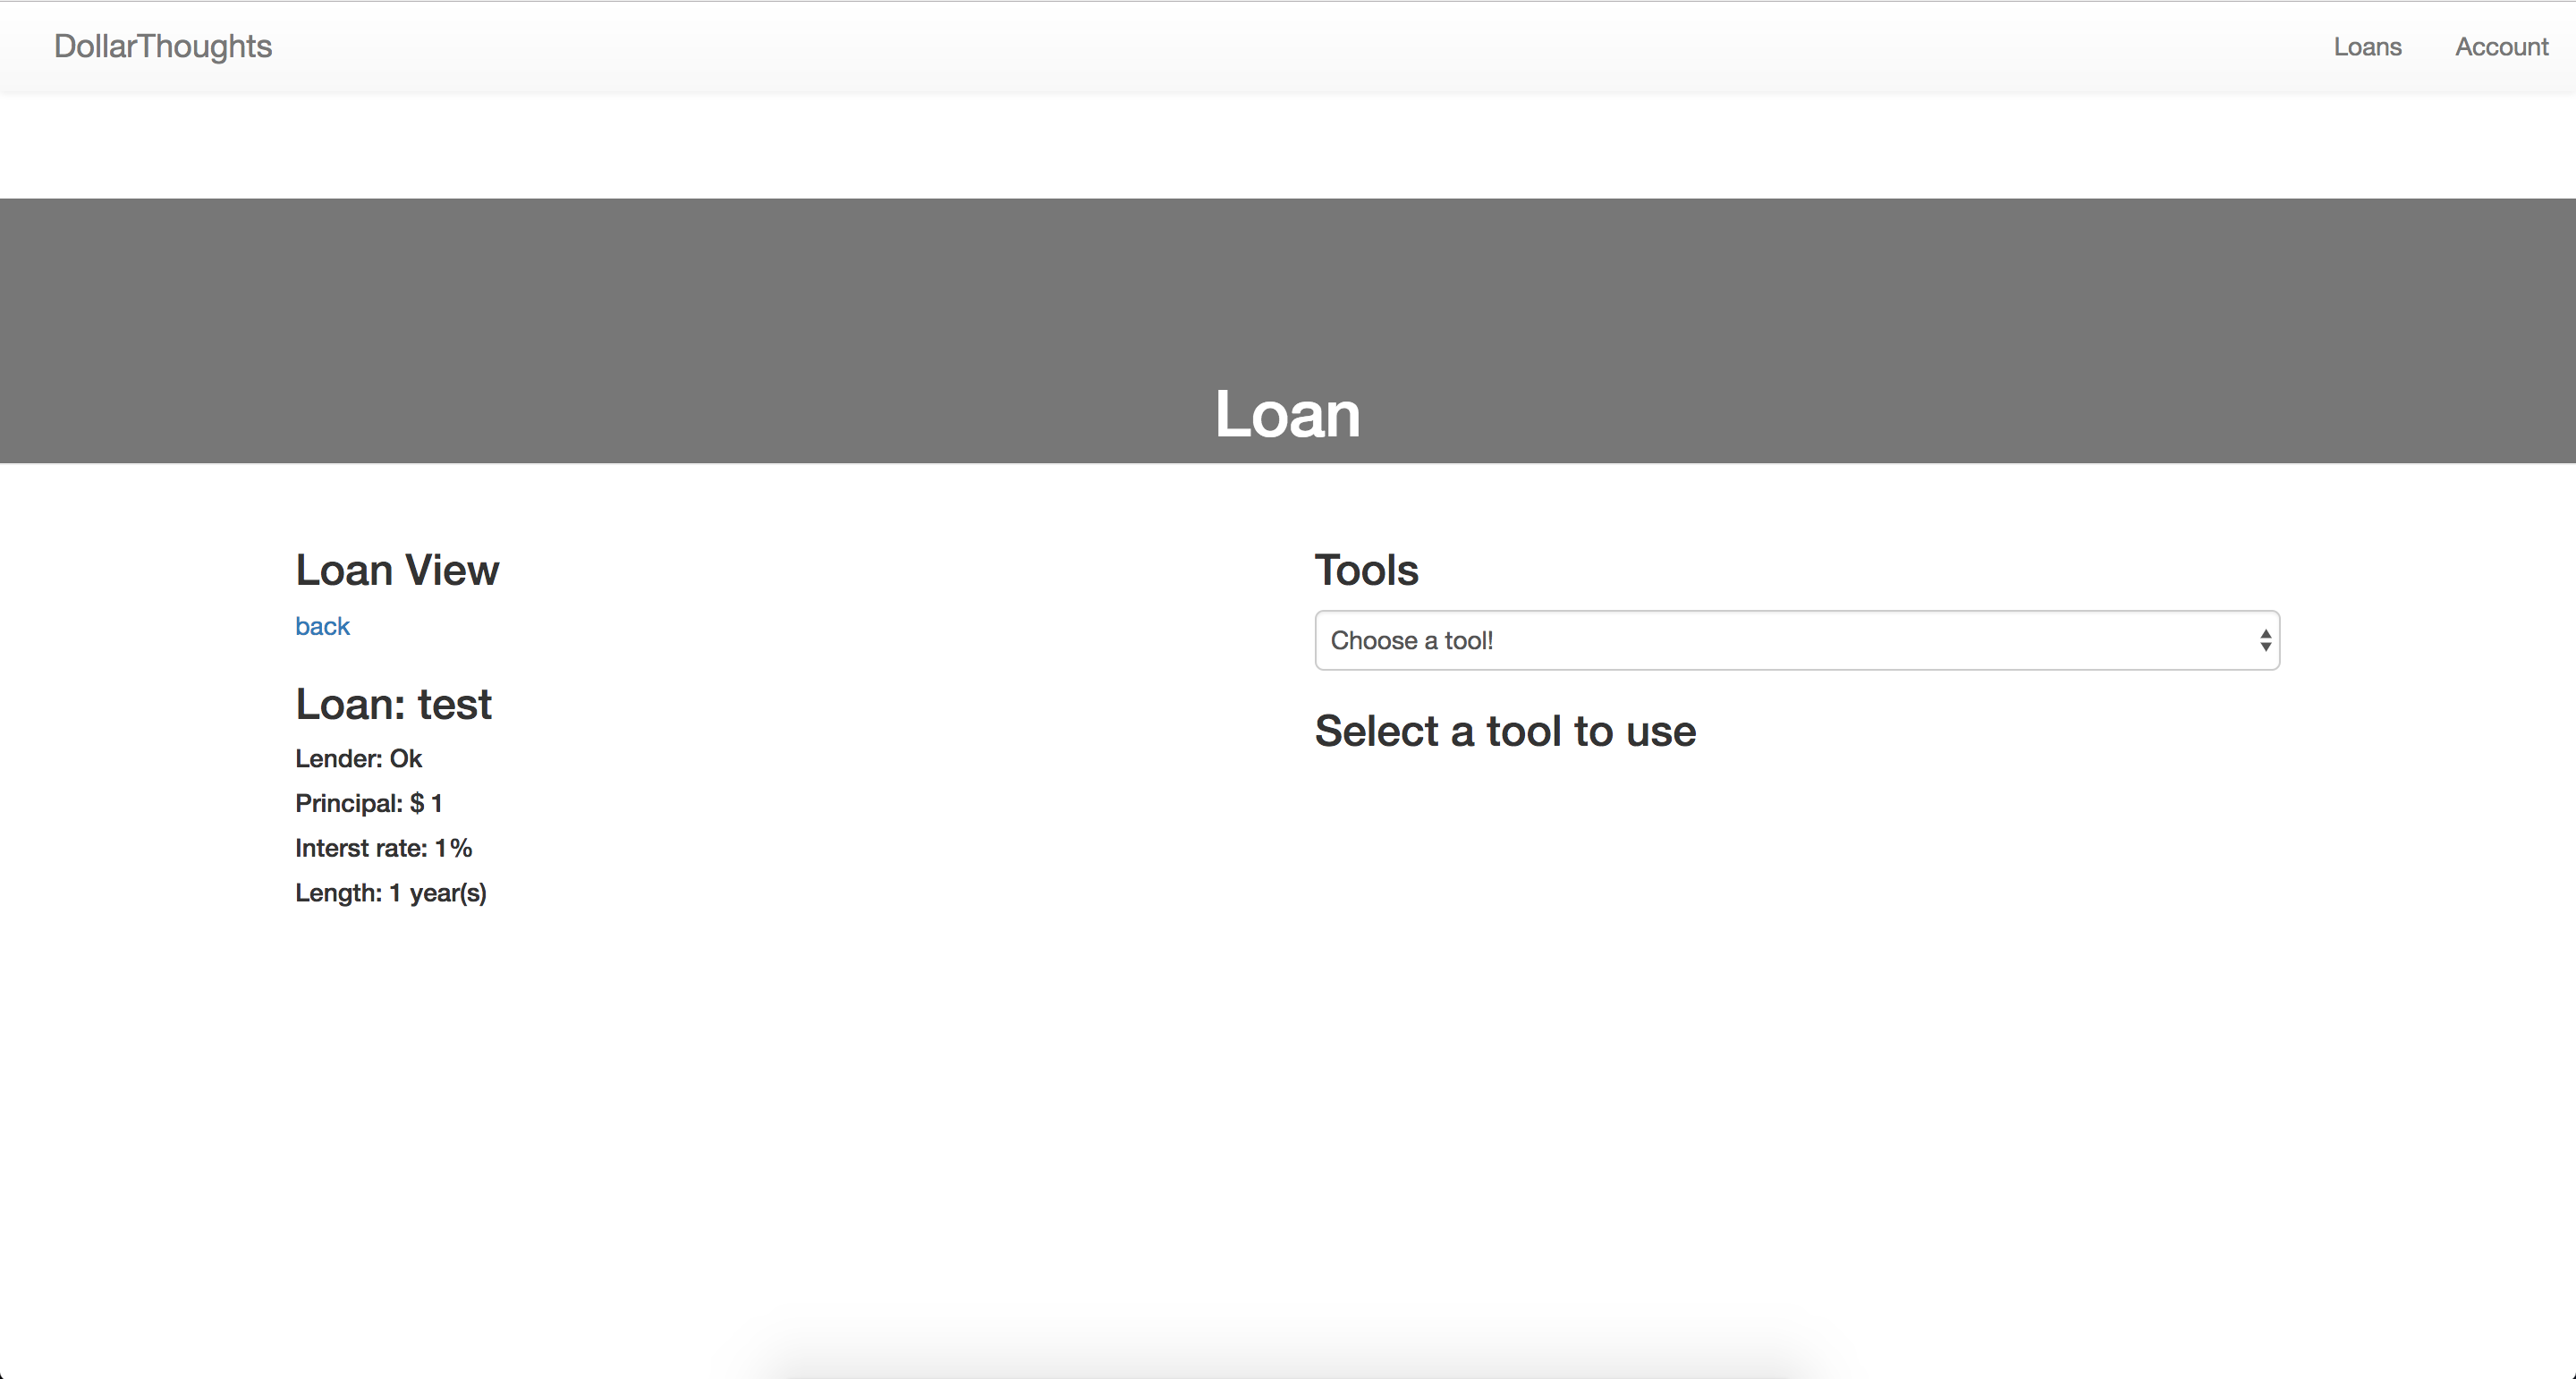 DollarThoughts
Loans
Account
Loan
Loan View
back
Loan: test
Lender: Ok
Principal: $ 1
Interst rate: 1%
Length: 1 year(s)
Tools
Choose a tool!
Select a tool to use